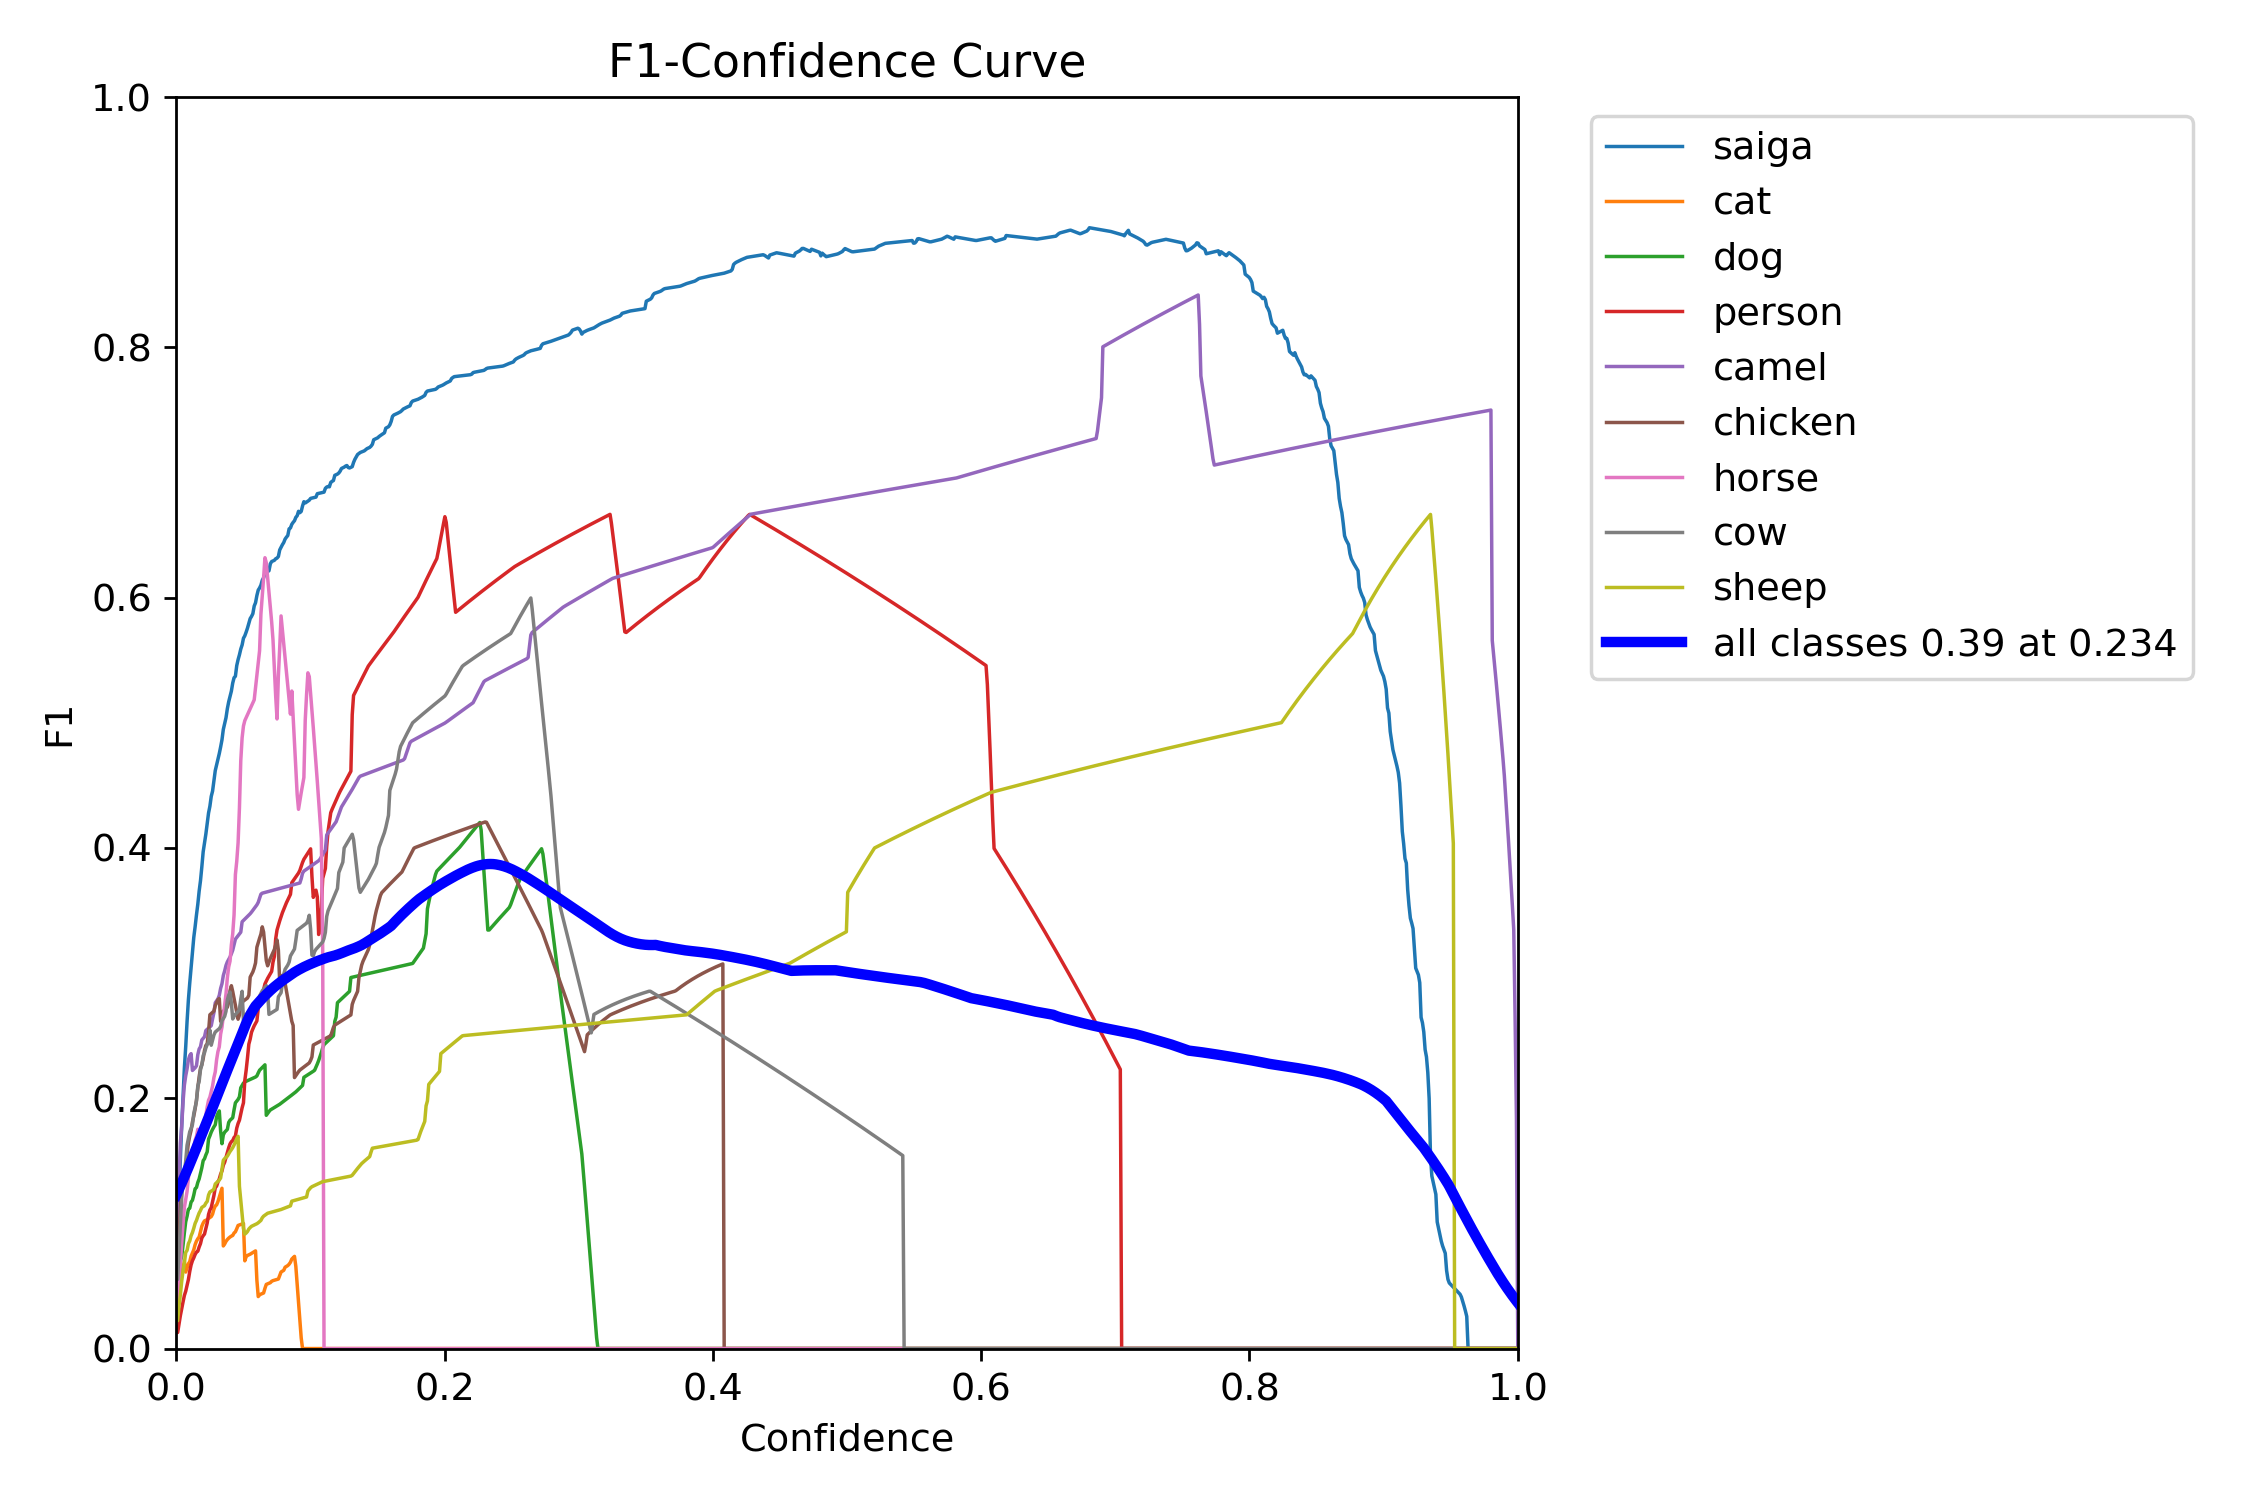 F1-Confidence Curve
1.0
0.8
0.6
0.4
0.2
0.0
F1
0.0 0.2 0.4 0.6 0.8 1.0
Confidence
saiga
cat
dog
person
camel
chicken
horse
cow
sheep
all classes 0.39 at 0.234